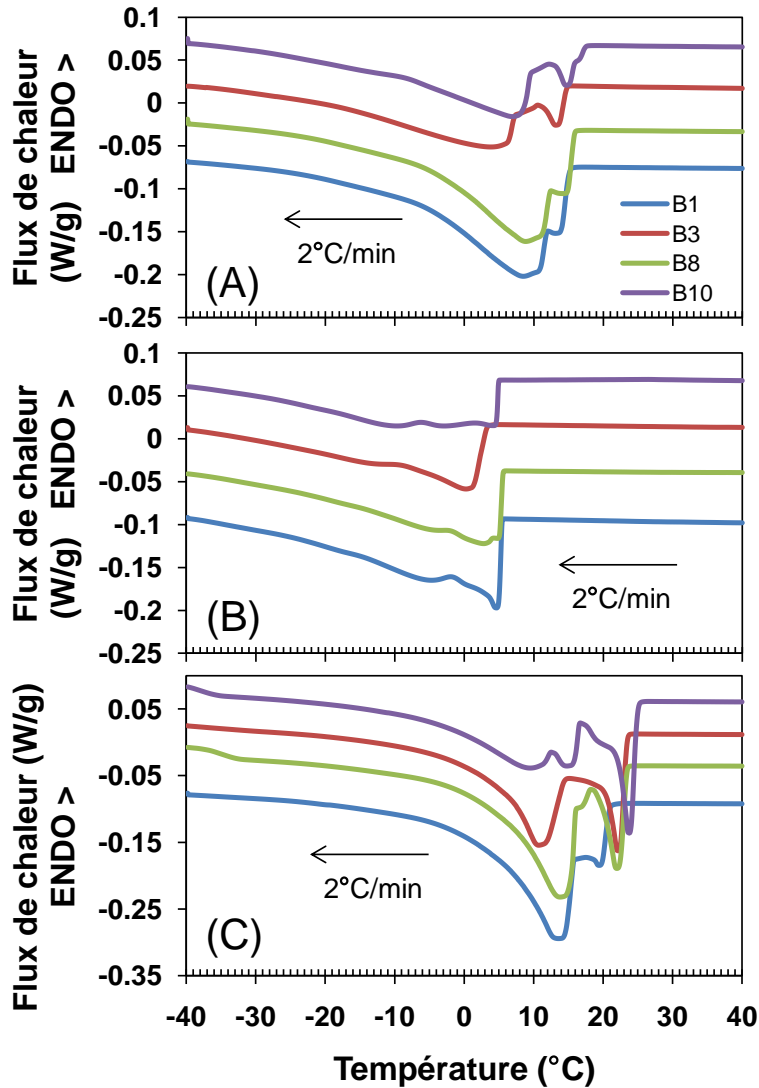 0.1
0.05
0
-0.05
-0.1
-0.15
-0.2
-0.25
Flux de chaleur
(W/g) ENDO >
2°C/min
(A)
B1
B3
B8
B10
0.1
0.05
0
-0.05
-0.1
-0.15
-0.2
-0.25
Flux de chaleur
(W/g) ENDO >
2°C/min
(B)
0.05
-0.05
-0.15
-0.25
-0.35
Flux de chaleur (W/g)
ENDO >
2°C/min
(C)
-40 -30 -20 -10 0 10 20 30 40
Température (°C)